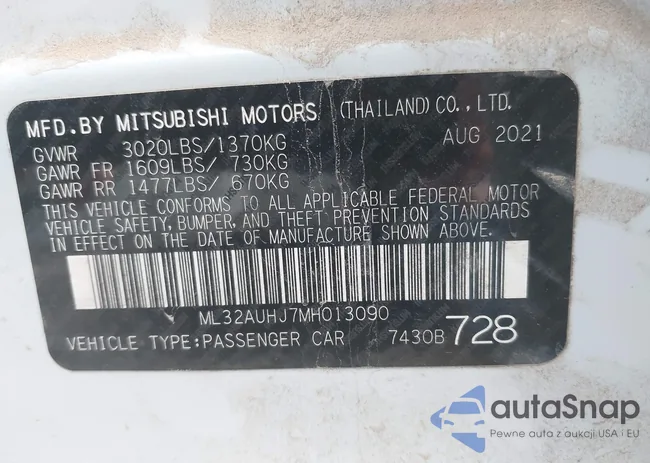 MFD.BY MITSUBISHI MOTORS (THAILAND) CO., LTD.
GVWR 3020LBS/1370KG AUG 2021
GAWR FR 1609LBS/ 730KG
GAWR RR 1477LBS/ 670KG
THIS VEHICLE CONFORMS TO ALL APPLICABLE FEDERAL MOTOR
VEHICLE SAFETY, BUMPER, AND THEFT PREVENTION STANDARDS
IN EFFECT ON THE DATE OF MANUFACTURE SHOWN ABOVE.
ML32AUHJ7MH013090
VEHICLE TYPE:PASSENGER CAR 7430B 728
autoSnap
Pewne auta z aukcji USA i EU